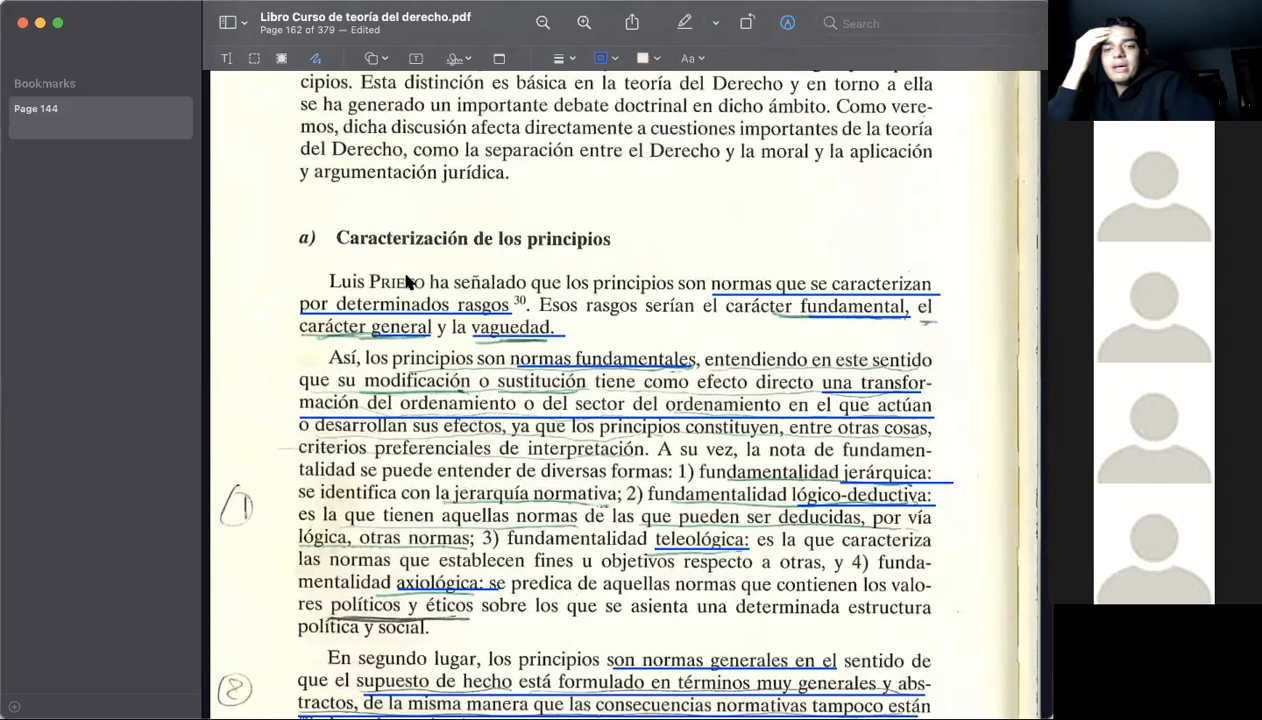 Libro Curso de teoría del derecho.pdf
Page 162 of 379 — Edited
Search
Aa
Bookmarks
Page 144
cipios. Esta distinción es básica en la teoría del Derecho y en torno a ella
se ha generado un importante debate doctrinal en dicho ámbito. Como vere-
mos, dicha discusión afecta directamente a cuestiones importantes de la teoría
del Derecho, como la separación entre el Derecho y la moral y la aplicación
y argumentación jurídica.
a) Caracterización de los principios
Luis PRIETO ha señalado que los principios son normas que se caracterizan
por determinados rasgos 30. Esos rasgos serían el carácter fundamental, el
carácter general y la vaguedad.
Así, los principios son normas fundamentales, entendiendo en este sentido
que su modificación o sustitución tiene como efecto directo una transfor-
mación del ordenamiento o del sector del ordenamiento en el que actúan
o desarrollan sus efectos, ya que los principios constituyen, entre otras cosas,
criterios preferenciales de interpretación. A su vez, la nota de fundamen-
talidad se puede entender de diversas formas: 1) fundamentalidad jerárquica:
se identifica con la jerarquía normativa; 2) fundamentalidad lógico-deductiva:
es la que tienen aquellas normas de las que pueden ser deducidas, por vía
lógica, otras normas; 3) fundamentalidad teleológica: es la que caracteriza
las normas que establecen fines u objetivos respecto a otras, y 4) funda-
mentalidad axiológica: se predica de aquellas normas que contienen los valo-
res políticos y éticos sobre los que se asienta una determinada estructura
política y social.
1
En segundo lugar, los principios son normas generales en el sentido de
que el supuesto de hecho está formulado en términos muy generales y abs-
tractos, de la misma manera que las consecuencias normativas tampoco están
2